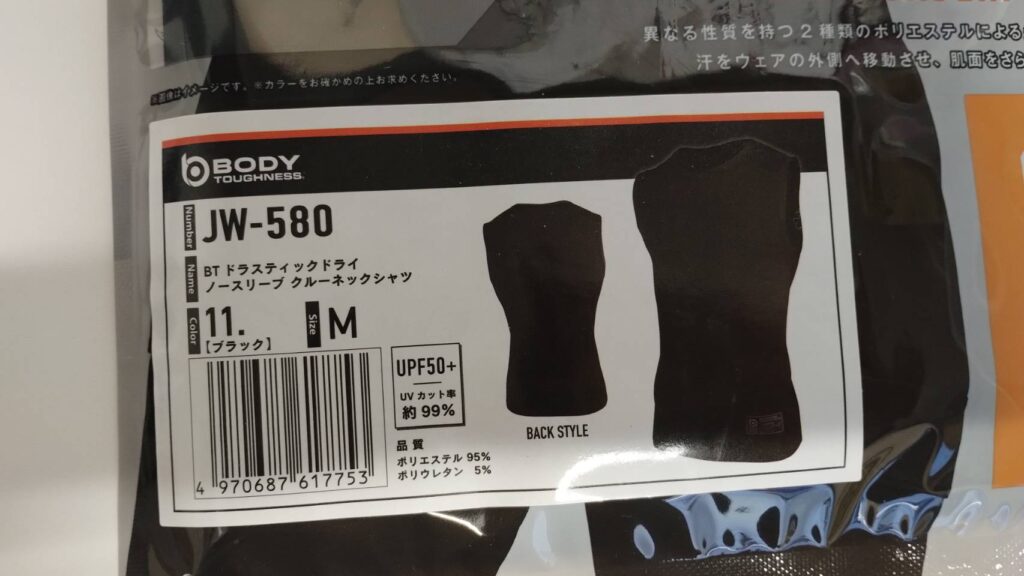 異なる性質を持つ2種類のポリエステルによる
汗をウェアの外側へ移動させ、肌面をさら
※画像はイメージです。※カラーをお確かめの上お求めください。
BODY
TOUGHNESS
Number
JW-580
Name
BT ドラスティックドライ
ノースリーブ クルーネックシャツ
Color
11.
【ブラック】
Size
M
UPF50+
UVカット率
約99%
品質
ポリエステル 95%
ポリウレタン 5%
4 970687 617753
BACK STYLE